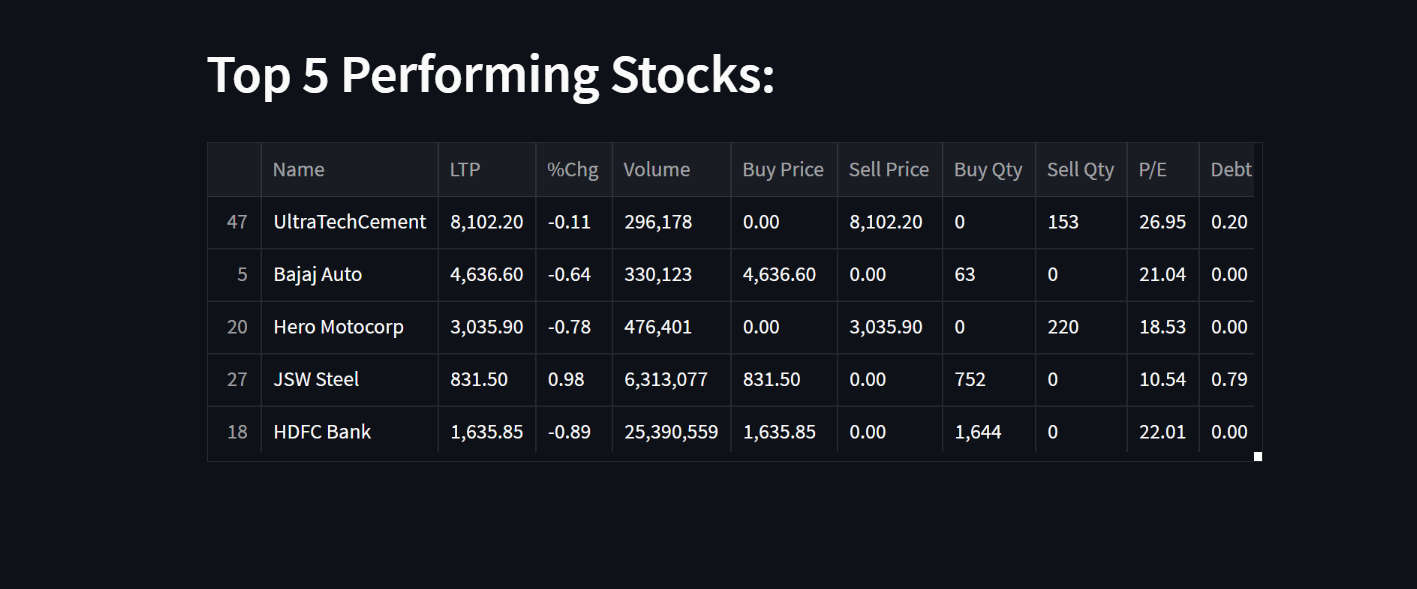 Top 5 Performing Stocks:
Name LTP %Chg Volume Buy Price Sell Price Buy Qty Sell Qty P/E Debt
47 UltraTechCement 8,102.20 -0.11 296,178 0.00 8,102.20 0 153 26.95 0.20
5 Bajaj Auto 4,636.60 -0.64 330,123 4,636.60 0.00 63 0 21.04 0.00
20 Hero Motocorp 3,035.90 -0.78 476,401 0.00 3,035.90 0 220 18.53 0.00
27 JSW Steel 831.50 0.98 6,313,077 831.50 0.00 752 0 10.54 0.79
18 HDFC Bank 1,635.85 -0.89 25,390,559 1,635.85 0.00 1,644 0 22.01 0.00